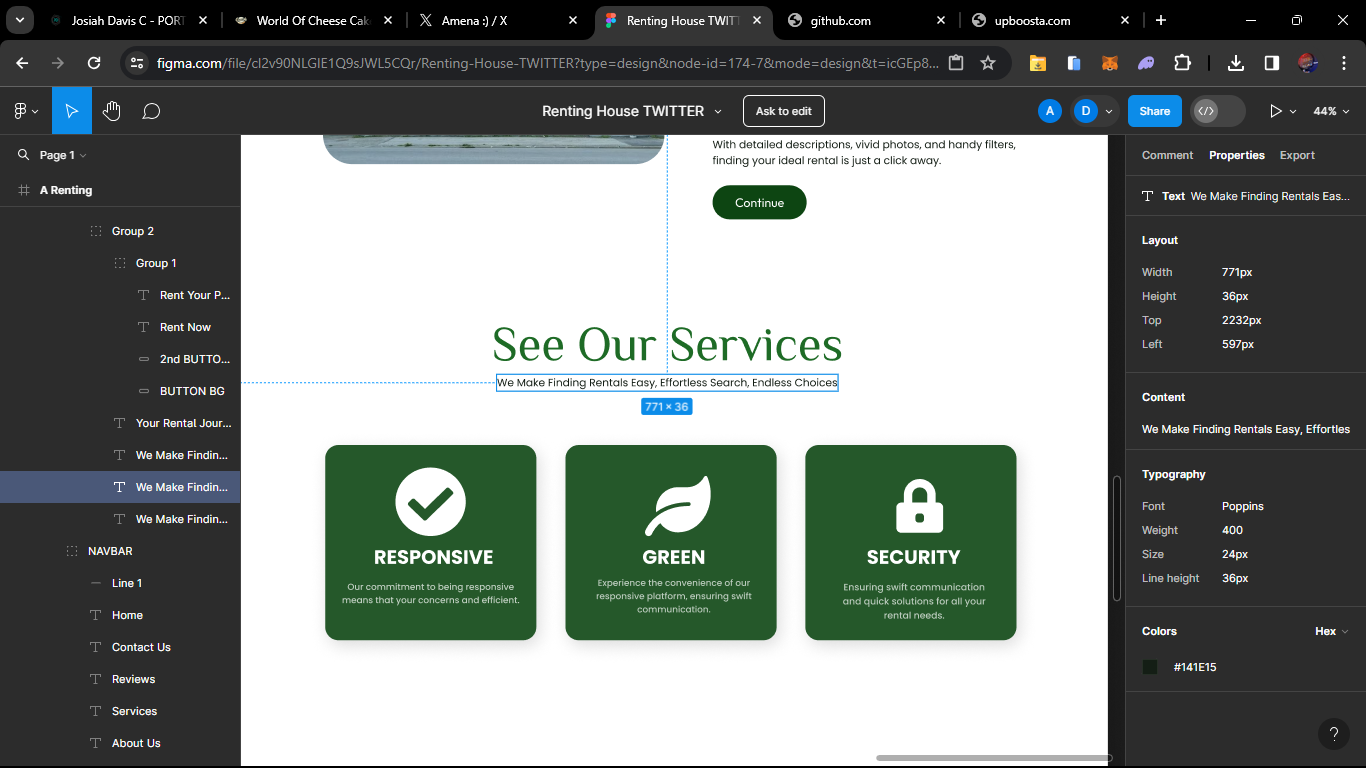 Josiah Davis C - PORT
World Of Cheese Cak
Amena :) / X
Renting House TWIT
github.com
upboosta.com
figma.com/file/cl2v90NLGlE1Q9sJWL5CQr/Renting-House-TWITTER?type=design&node-id=174-7&mode=design&t=icGEp8...
Renting House TWITTER
Ask to edit
A
D
Share
44%
Page 1
A Renting
Group 2
Group 1
Rent Your P...
Rent Now
2nd BUTTO...
BUTTON BG
Your Rental Jour...
We Make Findin...
We Make Findin...
We Make Findin...
NAVBAR
Line 1
Home
Contact Us
Reviews
Services
About Us
With detailed descriptions, vivid photos, and handy filters,
finding your ideal rental is just a click away.
Continue
See Our Services
We Make Finding Rentals Easy, Effortless Search, Endless Choices
771 × 36
RESPONSIVE
Our commitment to being responsive
means that your concerns and efficient.
GREEN
Experience the convenience of our
responsive platform, ensuring swift
communication.
SECURITY
Ensuring swift communication
and quick solutions for all your
rental needs.
Comment Properties Export
Text We Make Finding Rentals Eas...
Layout
Width 771px
Height 36px
Top 2232px
Left 597px
Content
We Make Finding Rentals Easy, Effortles
Typography
Font Poppins
Weight 400
Size 24px
Line height 36px
Colors Hex
#141E15
?